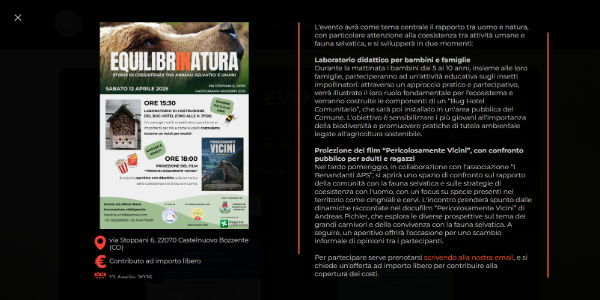 EQUILIBRINATURA
STORIE DI COESISTENZA TRA ANIMALI SELVATICI E UMANI
SABATO 12 APRILE 2025
VIA STOPPANI 6,
ORE 15:30
LABORATORIO DI COSTRUZIONE
DEL BUG HOTEL (FINO ALLE H. 17:30)
ORE 18:00
PROIEZIONE DEL FILM
"PERICOLOSAMENTE VICINI"
PERICOLOSAMENTE
VICINI
via Stoppani 6, 22070 Castelnuovo Bozzente
(CO)
Contributo ad importo libero
12 Aprile 2025
L'evento avrà come tema centrale il rapporto tra uomo e natura,
con particolare attenzione alla coesistenza tra attività umane e
fauna selvatica, e si svilupperà in due momenti:
Laboratorio didattico per bambini e famiglie
Durante la mattinata i bambini dai 5 ai 10 anni, insieme alle loro
famiglie, parteciperanno ad un'attività educativa sugli insetti
impollinatori: attraverso un approccio pratico e partecipativo,
verrà illustrato il loro ruolo fondamentale per l'ecosistema e
verranno costruite le componenti di un "Bug Hotel
Comunitario", che sarà poi installato in un'area pubblica del
Comune. L'obiettivo è sensibilizzare i più giovani all'importanza
della biodiversità e promuovere pratiche di tutela ambientale
legate all'agricoltura sostenibile.
Proiezione del film "Pericolosamente Vicini", con confronto
pubblico per adulti e ragazzi
Nel tardo pomeriggio, in collaborazione con l'associazione "I
Benandanti APS", si aprirà uno spazio di confronto sul rapporto
della comunità con la fauna selvatica e sulle strategie di
coesistenza con l'uomo, con un focus su specie presenti nel
territorio come cinghiali e cervi. L'incontro prenderà spunto dalle
dinamiche raccontate nel docufilm "Pericolosamente Vicini" di
Andreas Pichler, che esplora le diverse prospettive sul tema dei
grandi carnivori e della convivenza con la fauna selvatica. A
seguire, un aperitivo offrirà l'occasione per uno scambio
informale di opinioni tra i partecipanti.
Per partecipare serve prenotarsi scrivendo alla nostra email, e si
chiede un'offerta ad importo libero per contribuire alla
copertura dei costi.